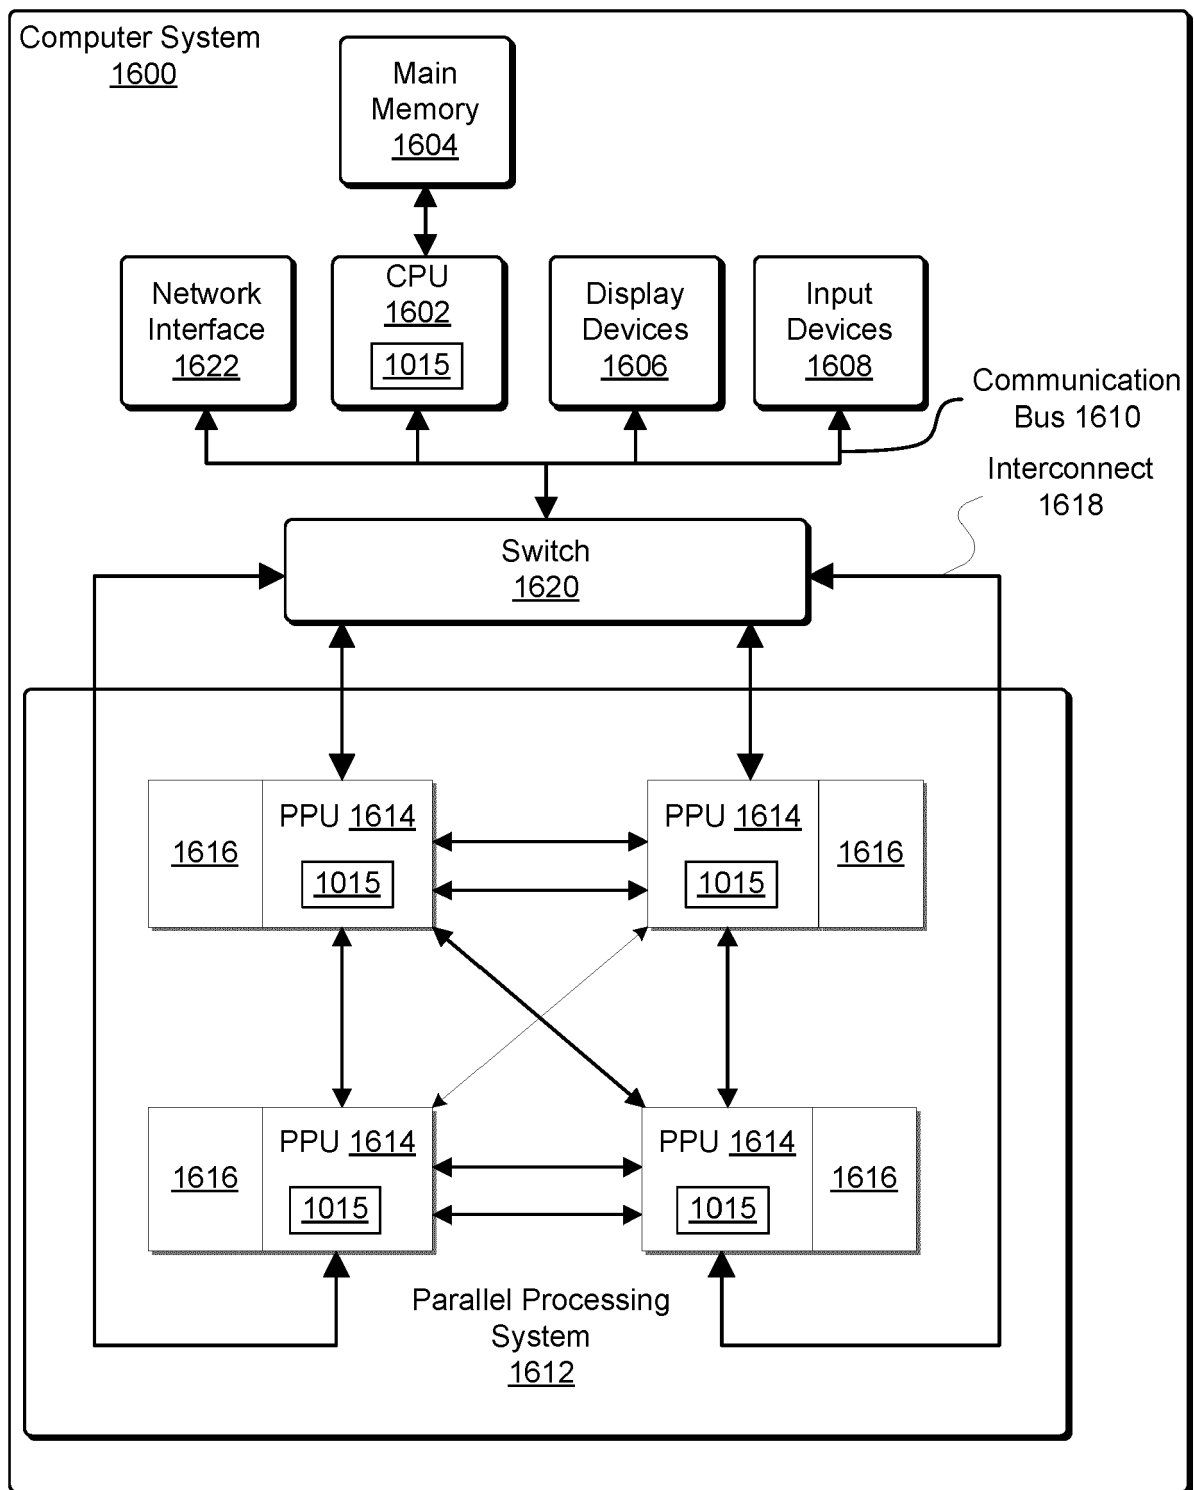 Computer System
1600
Main
Memory
1604
Network
Interface
1622
CPU
1602
1015
Display
Devices
1606
Input
Devices
1608
Communication
Bus 1610
Interconnect
1618
Switch
1620
1616
PPU 1614
1015
PPU 1614
1015
1616
1616
PPU 1614
1015
PPU 1614
1015
1616
Parallel Processing
System
1612